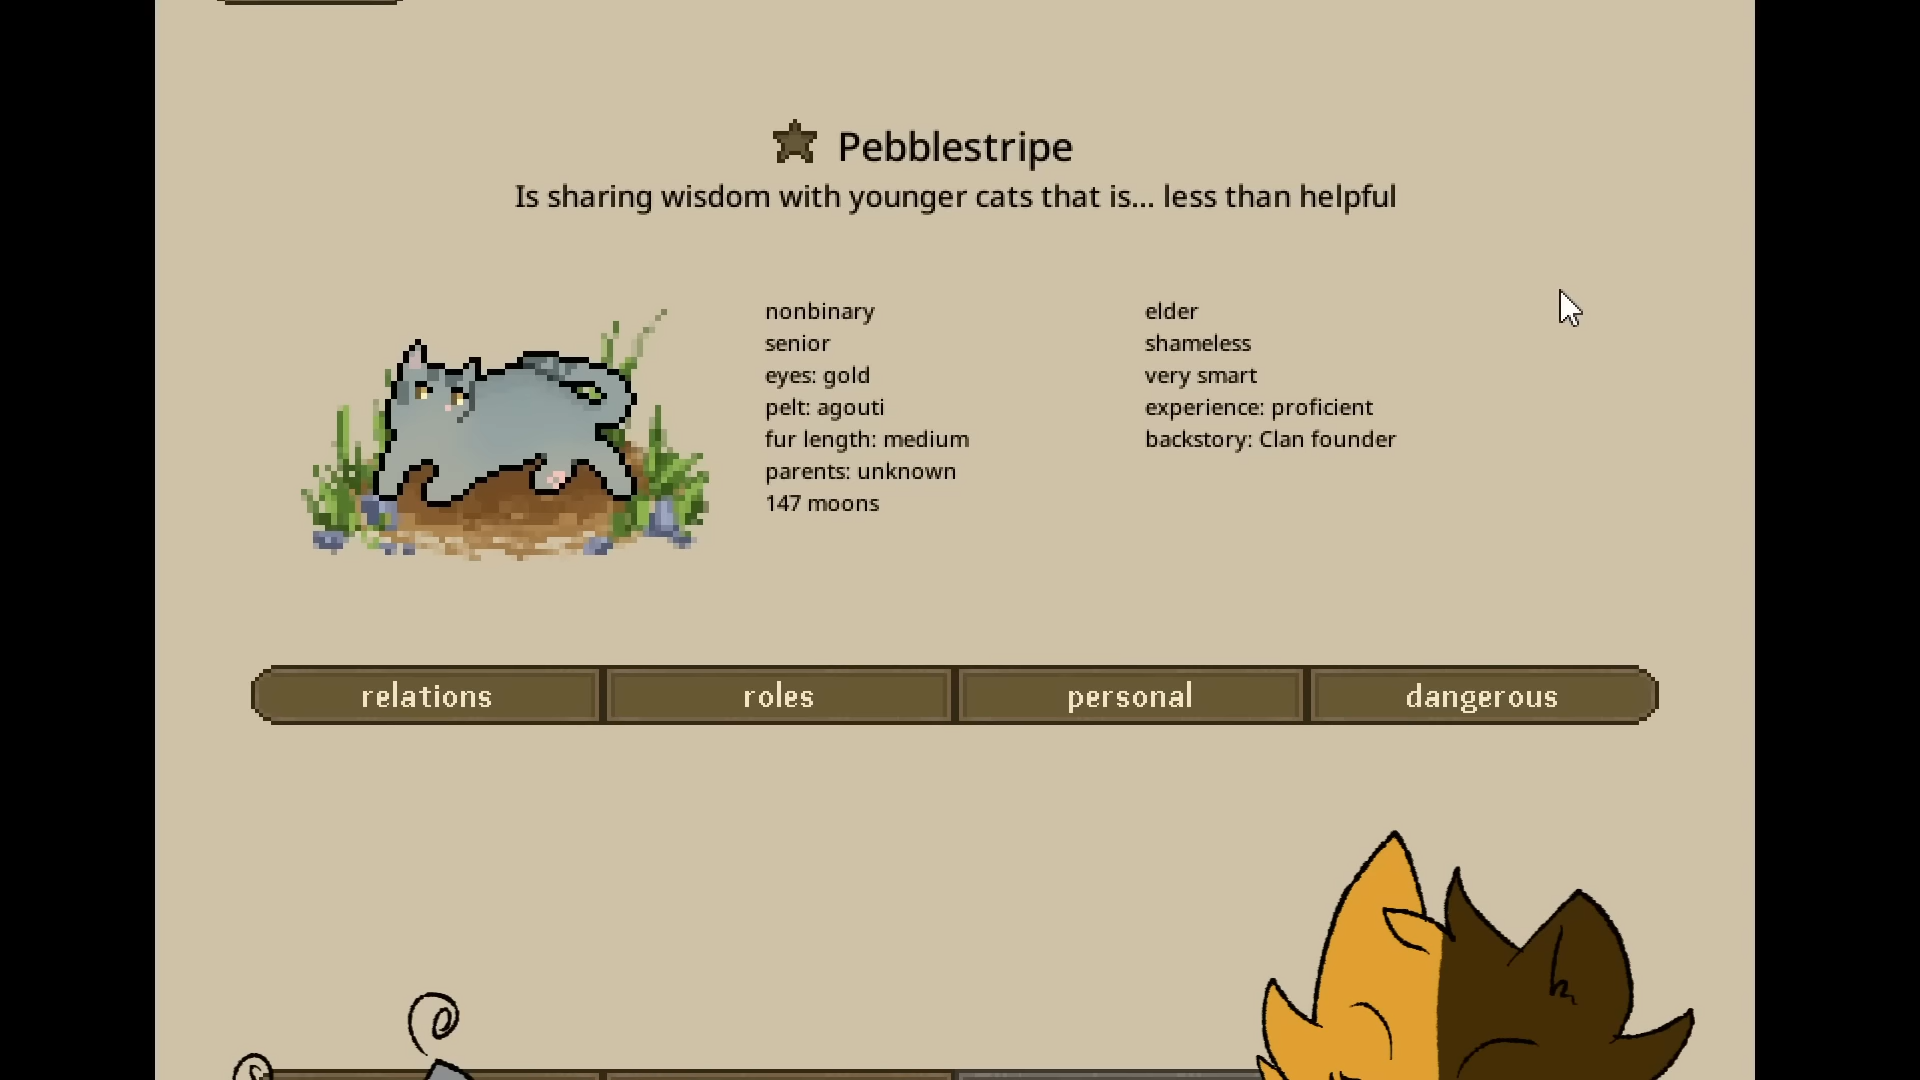 Pebblestripe
Is sharing wisdom with younger cats that is... less than helpful
nonbinary
senior
eyes: gold
pelt: agouti
fur length: medium
parents: unknown
147 moons
elder
shameless
very smart
experience: proficient
backstory: Clan founder
relations
roles
personal
dangerous